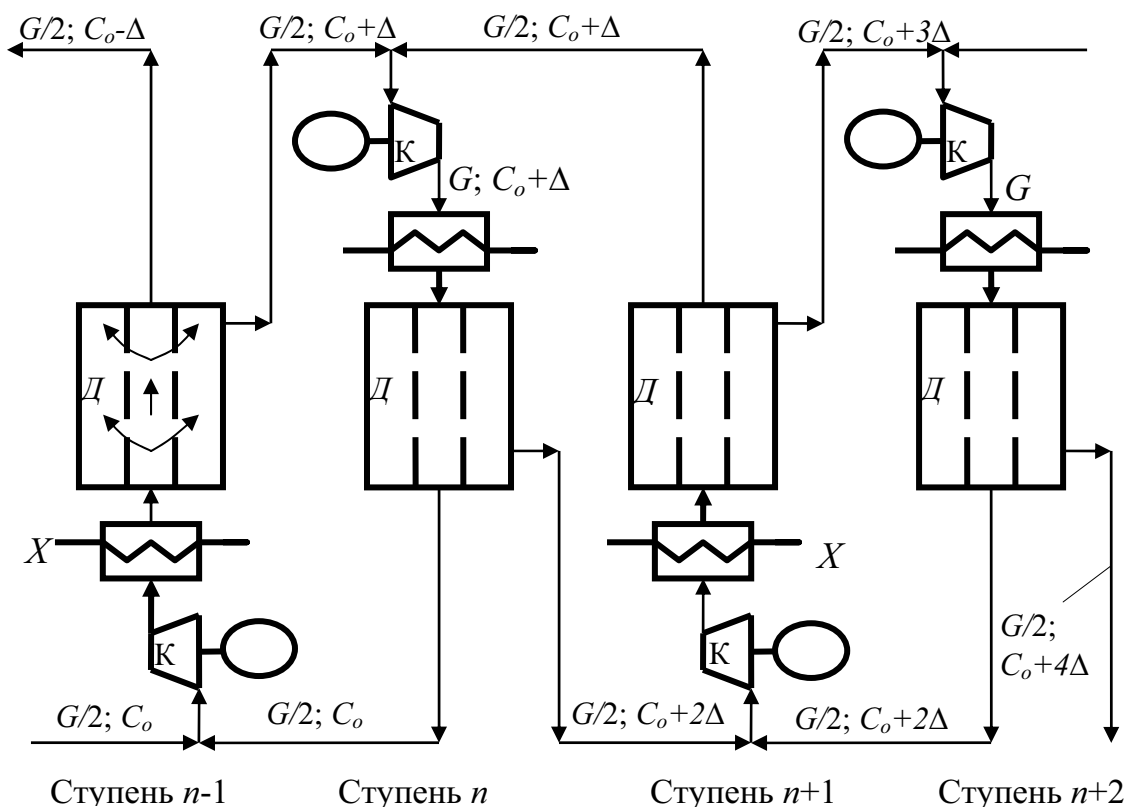 G/2; Cₒ-Δ
G/2; Cₒ+Δ
G/2; Cₒ+Δ
G/2; Cₒ+3Δ
К
К
G; Cₒ+Δ
G
Д
Д
Д
Д
X
X
К
К
G/2;
Cₒ+4Δ
G/2; Cₒ
G/2; Cₒ
G/2; Cₒ+2Δ
G/2; Cₒ+2Δ
Ступень n-1
Ступень n
Ступень n+1
Ступень n+2